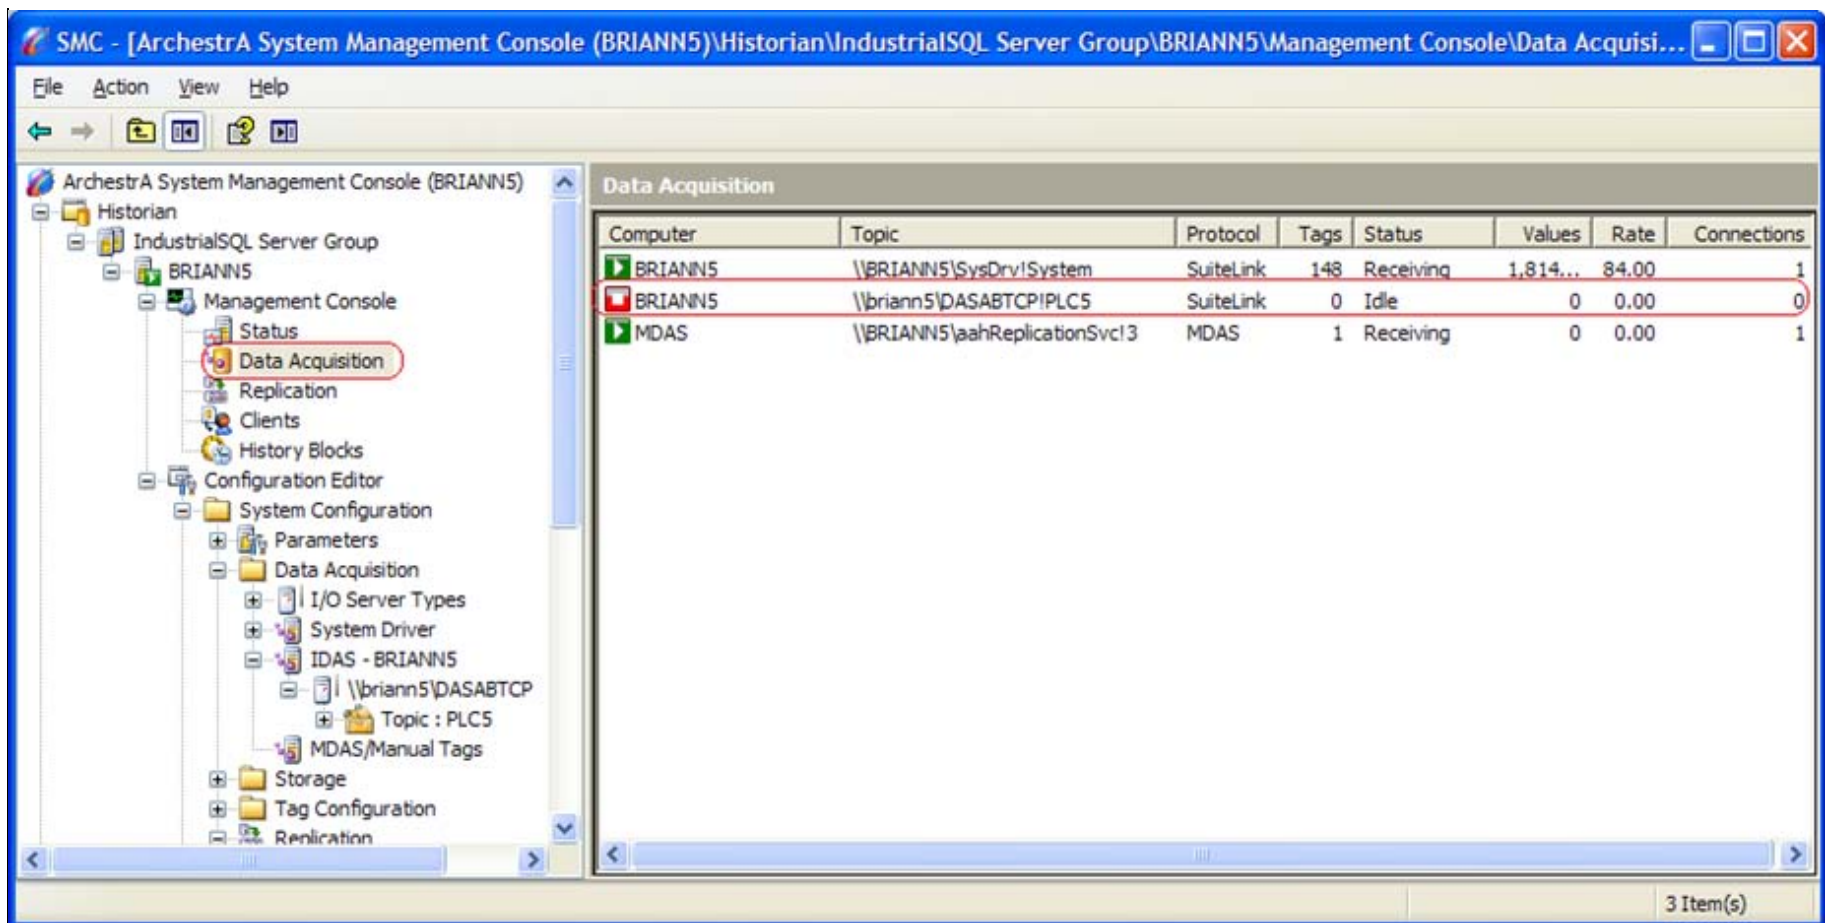 SMC - [ArchestrA System Management Console (BRIANN5)\Historian\IndustrialSQL Server Group\BRIANN5\Management Console\Data Acquisi...
File Action View Help
ArchestrA System Management Console (BRIANN5)
Historian
IndustrialSQL Server Group
BRIANN5
Management Console
Status
Data Acquisition
Replication
Clients
History Blocks
Configuration Editor
System Configuration
Parameters
Data Acquisition
I/O Server Types
System Driver
IDAS - BRIANN5
\\briann5\DASABTCP
Topic : PLC5
MDAS/Manual Tags
Storage
Tag Configuration
Replication
Data Acquisition
Computer Topic Protocol Tags Status Values Rate Connections
BRIANN5 \\BRIANN5\SysDrv!System SuiteLink 148 Receiving 1,814... 84.00 1
BRIANN5 \\briann5\DASABTCP!PLC5 SuiteLink 0 Idle 0 0.00 0
MDAS \\BRIANN5\aahReplicationSvc!3 MDAS 1 Receiving 0 0.00 1
3 Item(s)